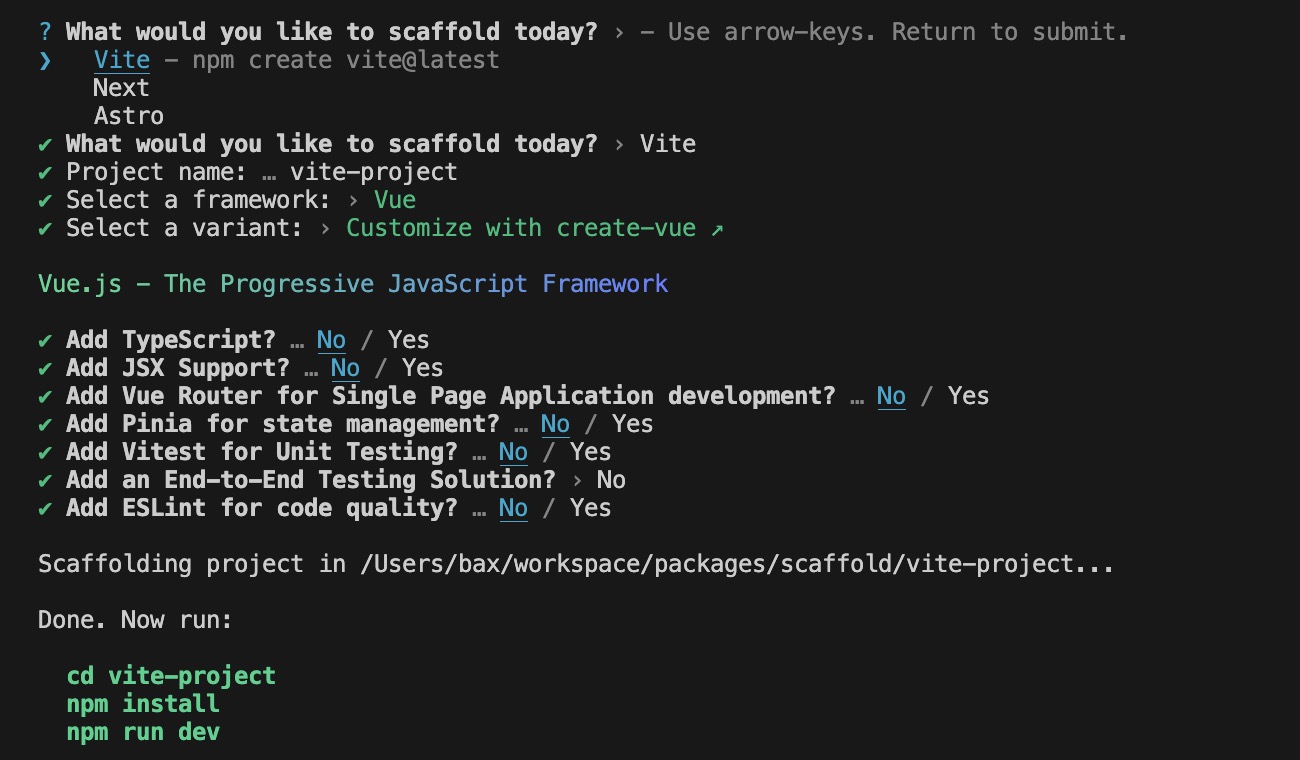 ? What would you like to scaffold today? › – Use arrow-keys. Return to submit.
❯   Vite – npm create vite@latest
    Next
    Astro
✔ What would you like to scaffold today? › Vite
✔ Project name: … vite-project
✔ Select a framework: › Vue
✔ Select a variant: › Customize with create-vue ↗
Vue.js – The Progressive JavaScript Framework
✔ Add TypeScript? … No / Yes
✔ Add JSX Support? … No / Yes
✔ Add Vue Router for Single Page Application development? … No / Yes
✔ Add Pinia for state management? … No / Yes
✔ Add Vitest for Unit Testing? … No / Yes
✔ Add an End-to-End Testing Solution? › No
✔ Add ESLint for code quality? … No / Yes
Scaffolding project in /Users/bax/workspace/packages/scaffold/vite-project...
Done. Now run:
  cd vite-project
  npm install
  npm run dev